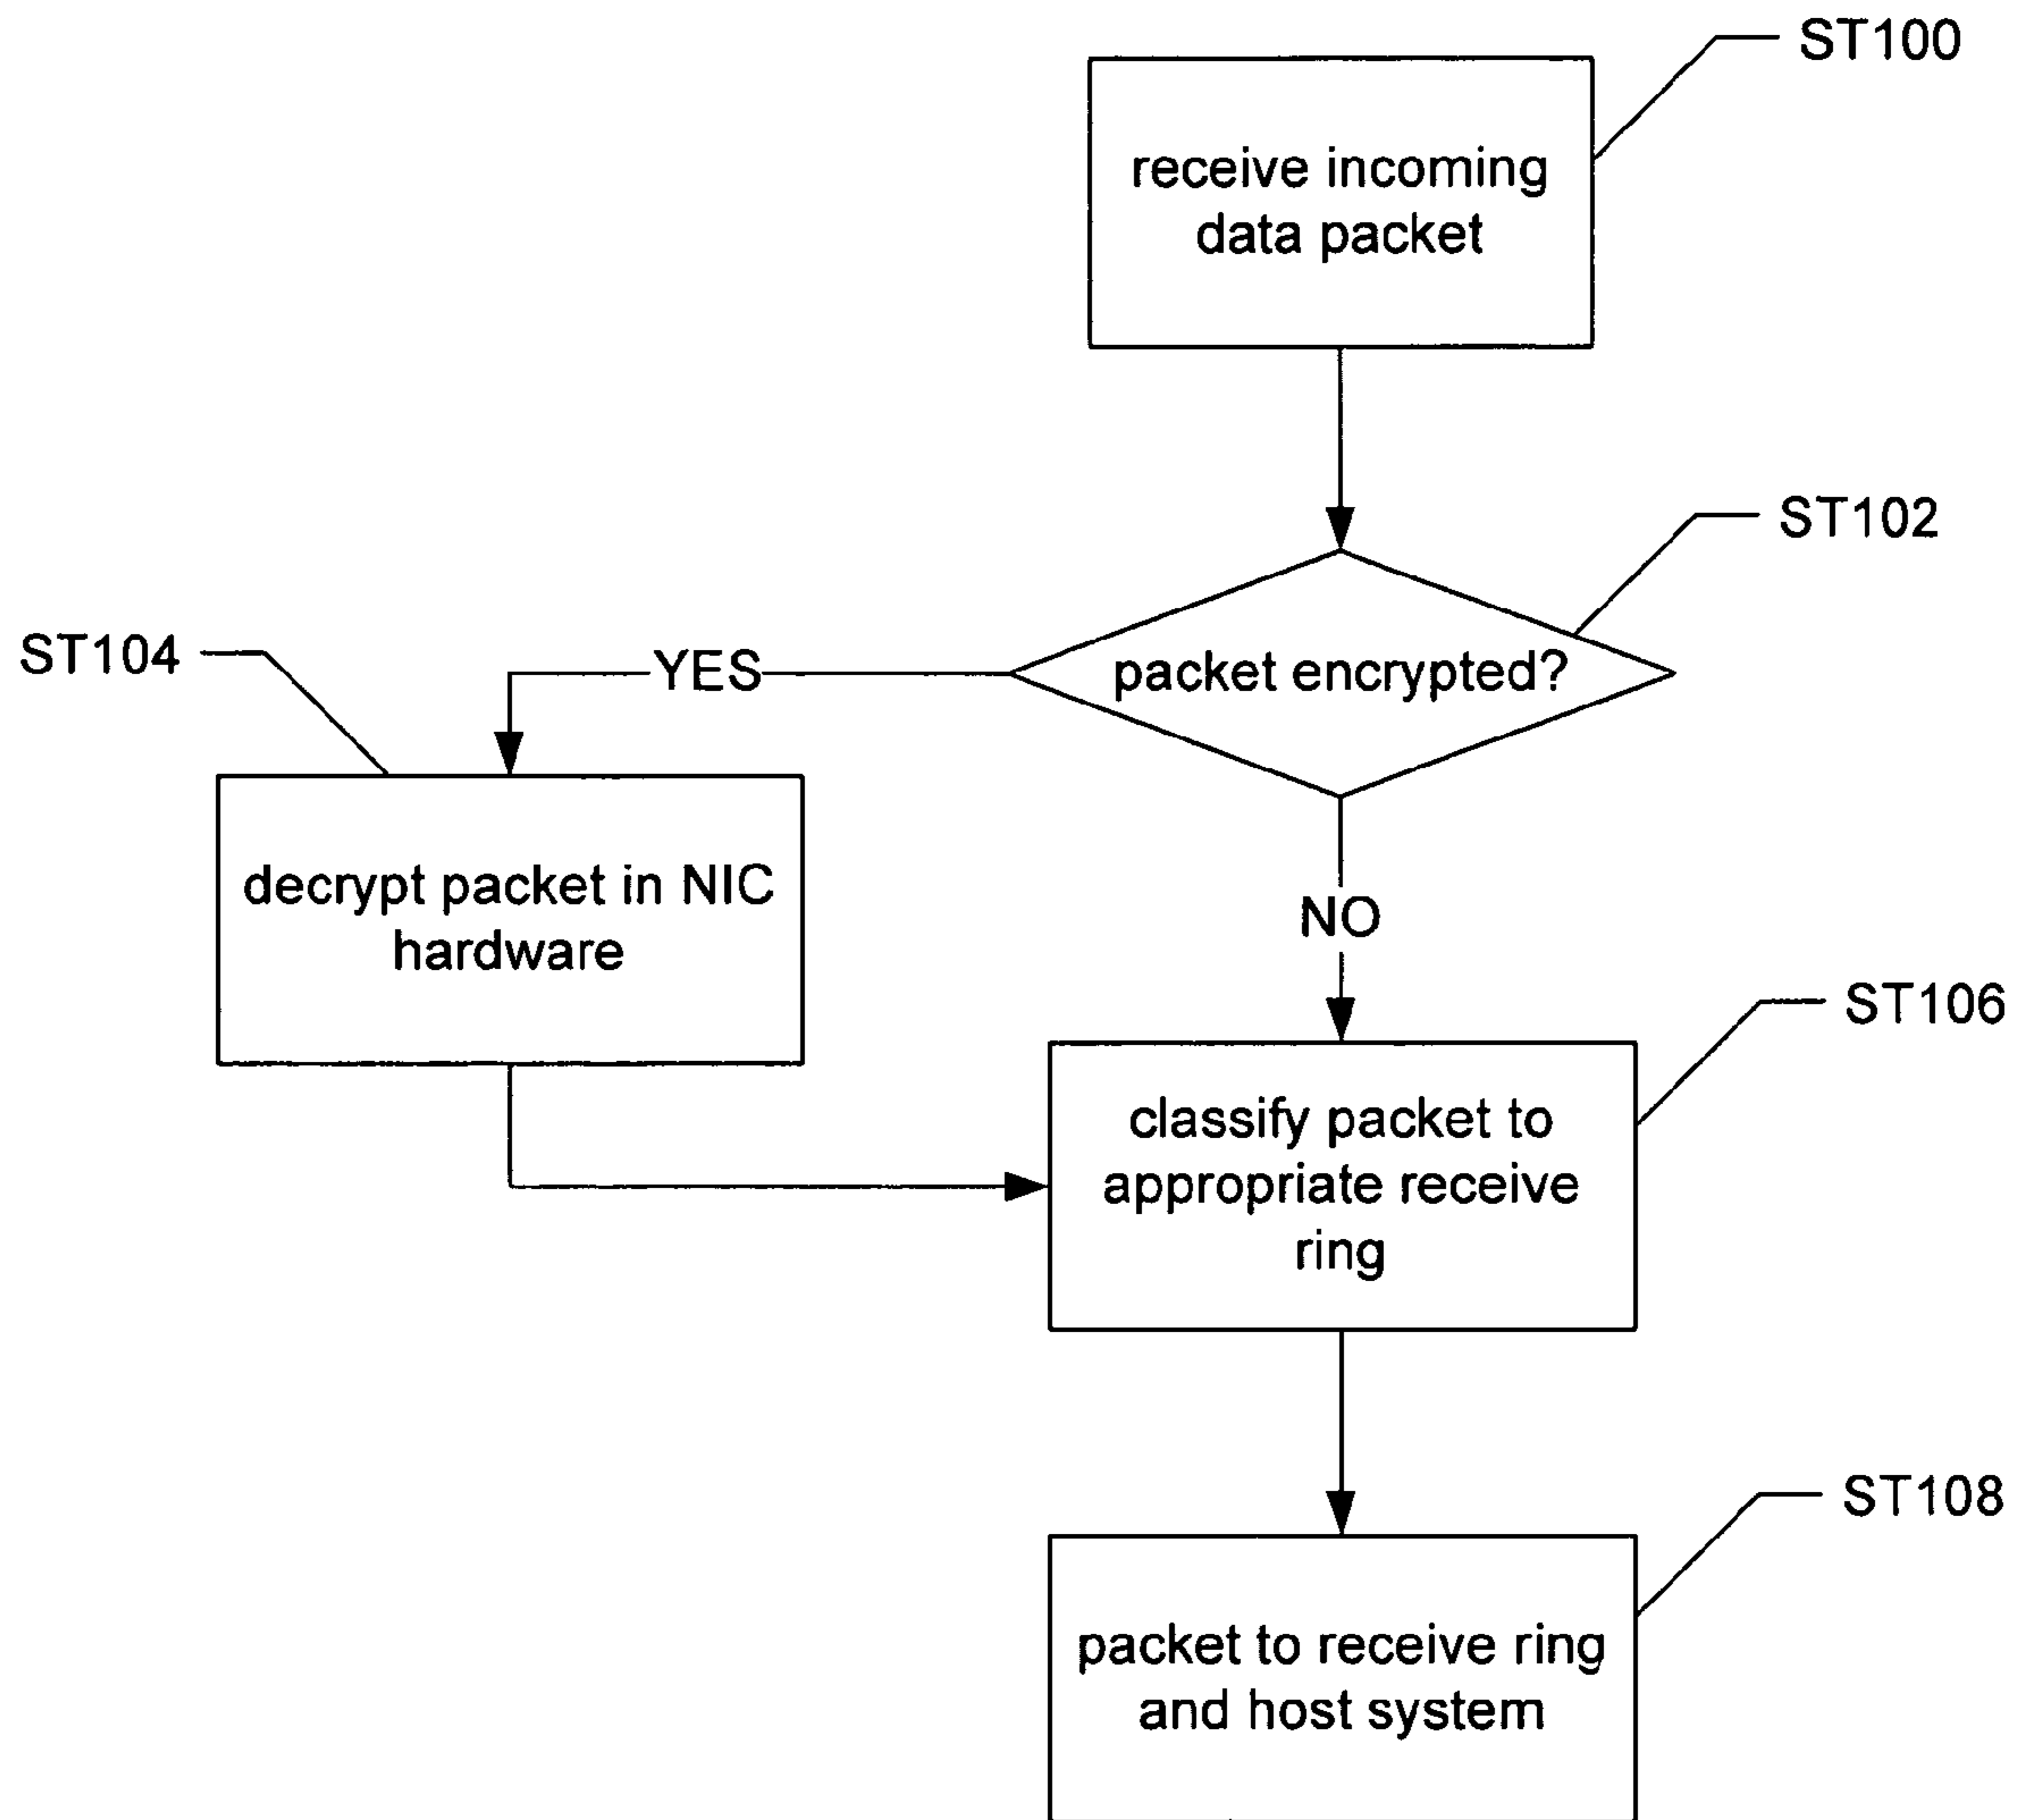 ST100
receive incoming
data packet
ST102
packet encrypted?
YES
ST104
decrypt packet in NIC
hardware
NO
ST106
classify packet to
appropriate receive
ring
ST108
packet to receive ring
and host system